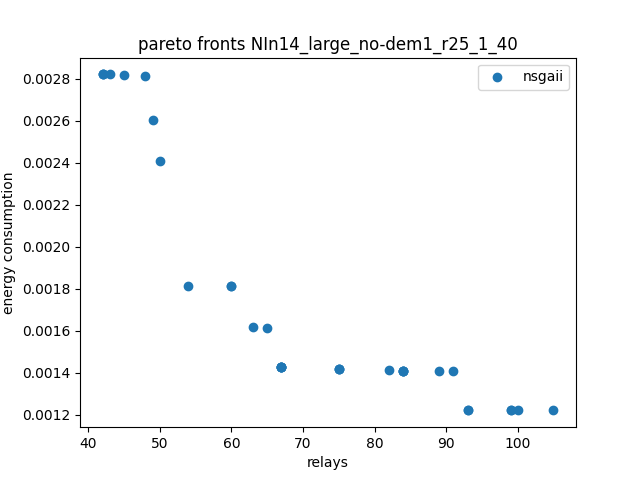 pareto fronts NIn14_large_no-dem1_r25_1_40
nsgaii
0.0028
0.0026
0.0024
0.0022
0.0020
0.0018
0.0016
0.0014
0.0012
energy consumption
40 50 60 70 80 90 100
relays